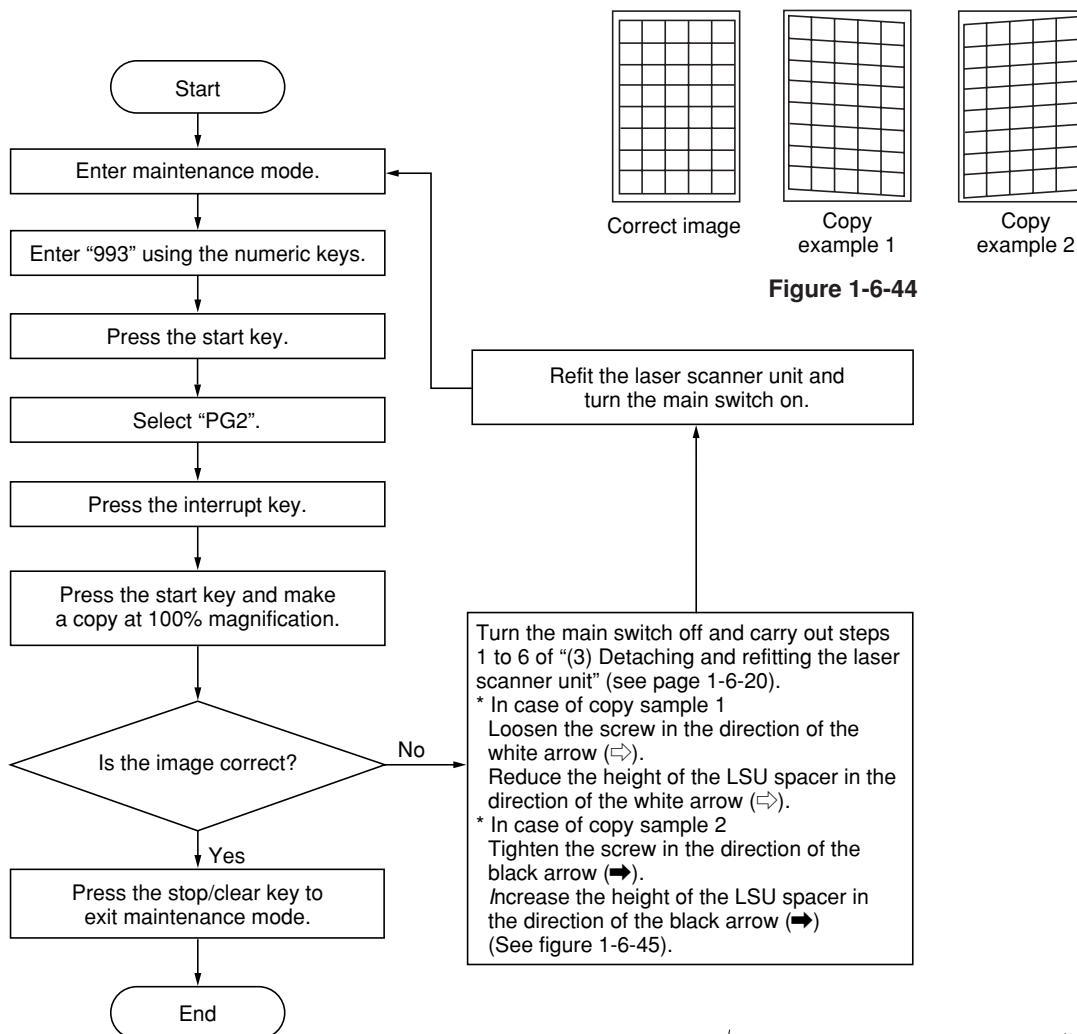 Start
Enter maintenance mode.
Enter “993” using the numeric keys.
Press the start key.
Select “PG2”.
Press the interrupt key.
Press the start key and make
a copy at 100% magnification.
Is the image correct?
Yes
Press the stop/clear key to
exit maintenance mode.
End
No
Turn the main switch off and carry out steps
1 to 6 of “(3) Detaching and refitting the laser
scanner unit” (see page 1-6-20).
* In case of copy sample 1
Loosen the screw in the direction of the
white arrow (⇨).
Reduce the height of the LSU spacer in the
direction of the white arrow (⇨).
* In case of copy sample 2
Tighten the screw in the direction of the
black arrow (➡).
Increase the height of the LSU spacer in
the direction of the black arrow (➡)
(See figure 1-6-45).
Refit the laser scanner unit and
turn the main switch on.
Correct image
Copy
example 1
Copy
example 2
Figure 1-6-44